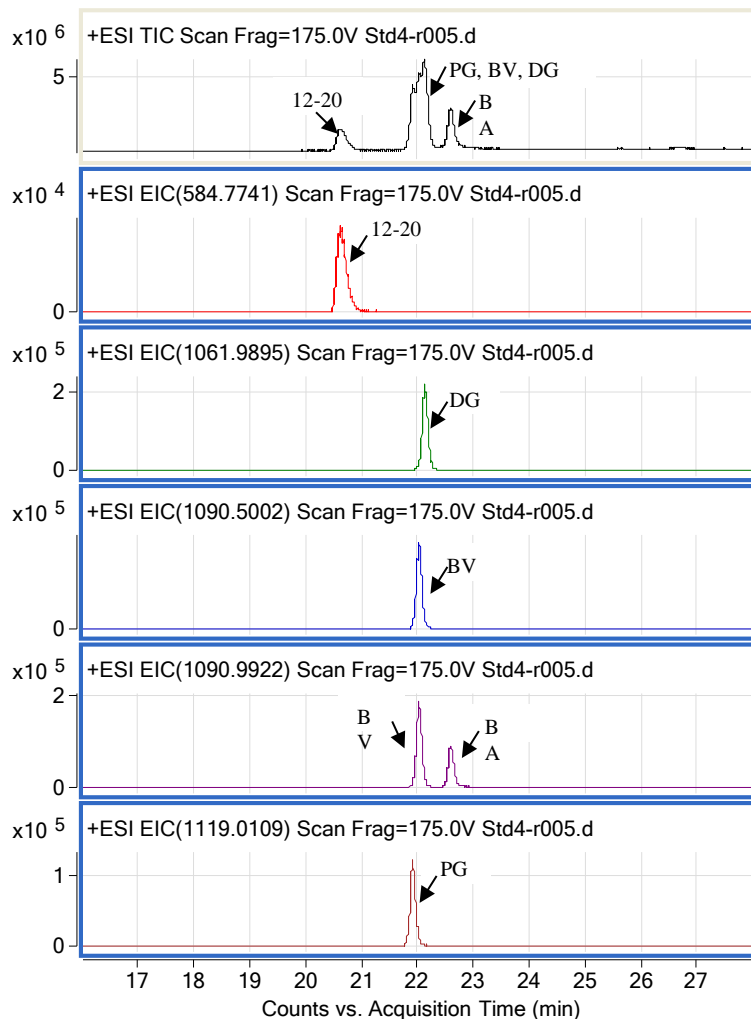 x10 6
+ESI TIC Scan Frag=175.0V Std4-r005.d
5
12-20
PG, BV, DG
B
A
x10 4
+ESI EIC(584.7741) Scan Frag=175.0V Std4-r005.d
12-20
0
x10 5
+ESI EIC(1061.9895) Scan Frag=175.0V Std4-r005.d
2
DG
0
x10 5
+ESI EIC(1090.5002) Scan Frag=175.0V Std4-r005.d
BV
0
x10 5
+ESI EIC(1090.9922) Scan Frag=175.0V Std4-r005.d
2
B
V
B
A
0
x10 5
+ESI EIC(1119.0109) Scan Frag=175.0V Std4-r005.d
1
PG
0
17 18 19 20 21 22 23 24 25 26 27
Counts vs. Acquisition Time (min)